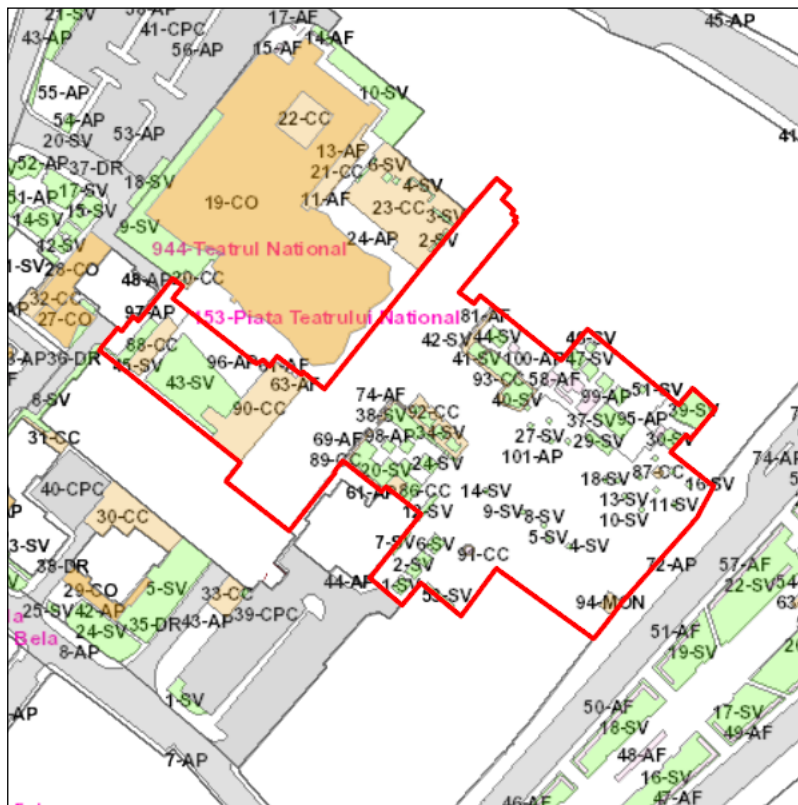 21-SV
38-AP
17-AF
45-AP
43-AP
41-CPC
14-AF
56-AP
15-AF
55-AP
10-SV
54-AP
53-AP
22-CC
20-SV
13-AF
52-AP
37-DR
21-CC
6-SV
18-SV
17-SV
4-SV
51-AP
15-SV
19-CO
11-AF
23-CC
3-SV
14-SV
9-SV
24-AP
2-SV
12-SV
944-Teatrul National
28-CO
48-AP
20-CC
32-CC
97-AP
153-Piata Teatrului National
81-AF
27-CO
42-SV
44-SV
46-SV
88-CC
41-SV
100-AP
47-SV
36-DR
45-SV
96-AP
61-AF
93-CC
58-AF
43-SV
63-AF
51-SV
8-SV
74-AF
40-SV
99-AP
39-SV
90-CC
38-SV
92-CC
37-SV
95-AP
31-CC
69-AF
98-AP
34-SV
27-SV
29-SV
30-SV
89-CC
24-SV
101-AP
74-AP
40-CPC
20-SV
87-CC
61-AP
86-CC
14-SV
18-SV
16-SV
30-CC
12-SV
9-SV
13-SV
11-SV
8-SV
10-SV
3-SV
7-SV
6-SV
5-SV
4-SV
38-DR
2-SV
91-CC
72-AP
57-AF
29-CO
5-SV
33-CC
44-AF
1-SV
53-SV
22-SV
25-SV
42-AP
39-CPC
94-MON
24-SV
35-DR
43-AP
51-AF
Bela
8-AP
19-SV
1-SV
50-AF
17-SV
18-SV
49-AF
7-AP
48-AF
16-SV
46-AF
47-AF